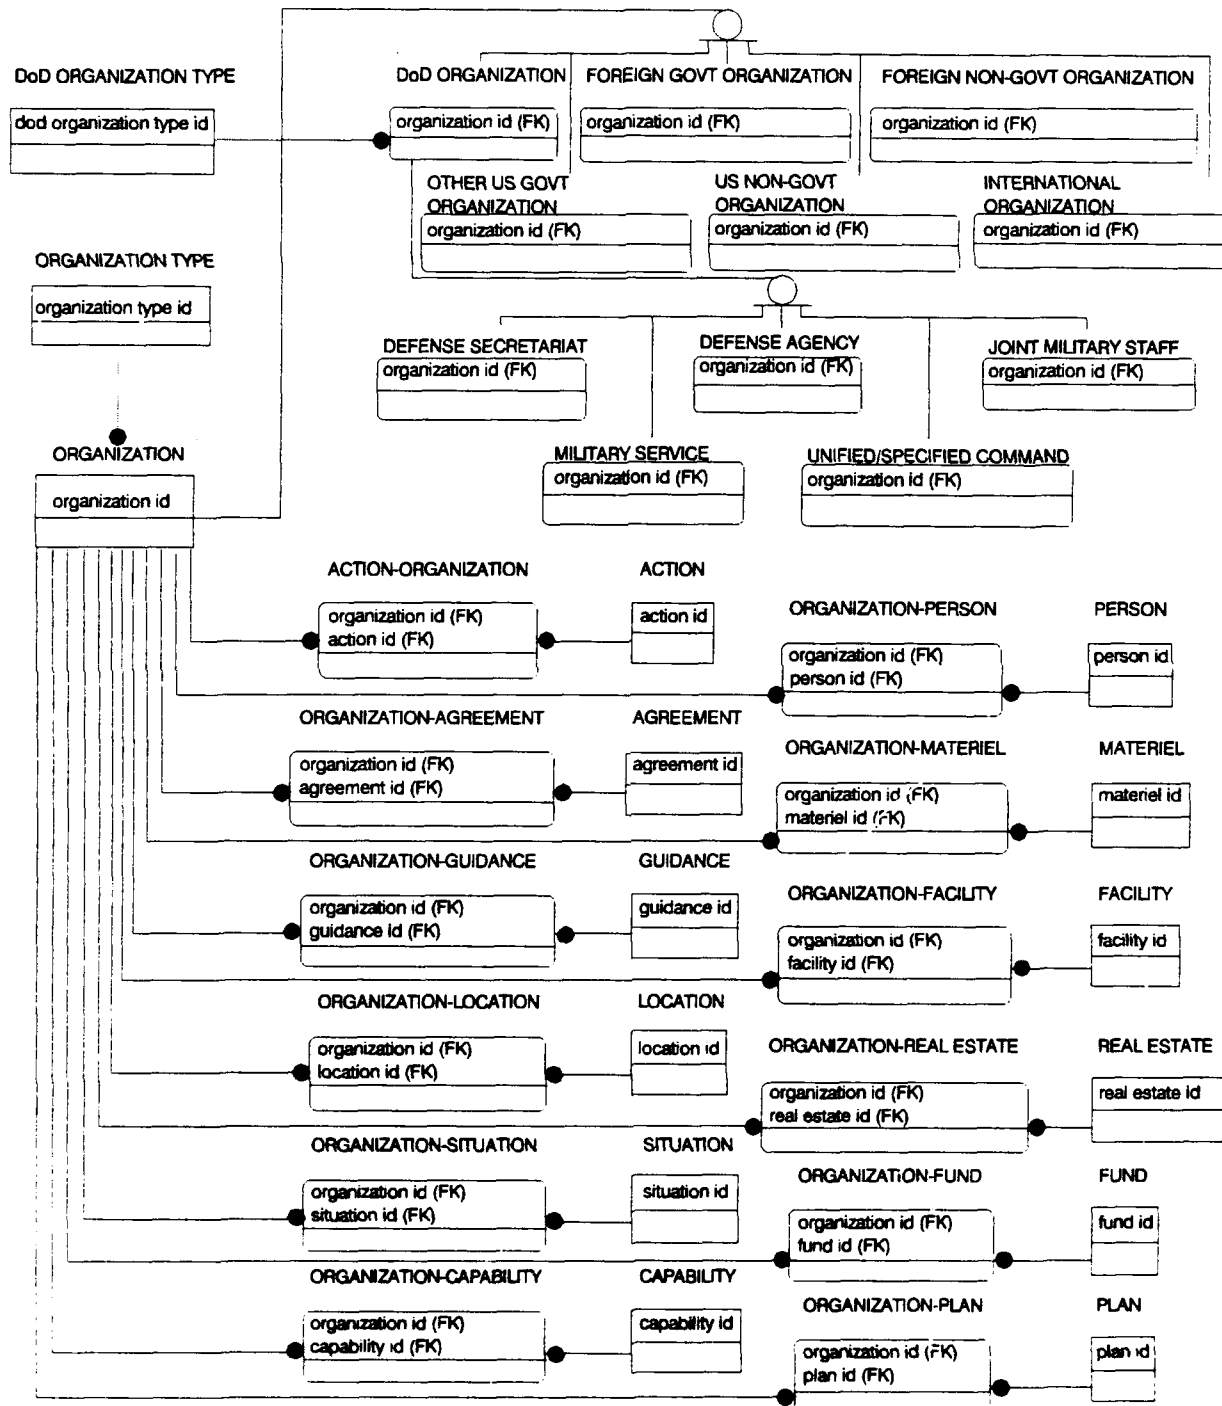 DoD ORGANIZATION TYPE
dod organization type id
DoD ORGANIZATION
organization id (FK)
FOREIGN GOVT ORGANIZATION
organization id (FK)
FOREIGN NON-GOVT ORGANIZATION
organization id (FK)
OTHER US GOVT
ORGANIZATION
organization id (FK)
US NON-GOVT
ORGANIZATION
organization id (FK)
INTERNATIONAL
ORGANIZATION
organization id (FK)
ORGANIZATION TYPE
organization type id
DEFENSE SECRETARIAT
organization id (FK)
DEFENSE AGENCY
organization id (FK)
JOINT MILITARY STAFF
organization id (FK)
MILITARY SERVICE
organization id (FK)
UNIFIED/SPECIFIED COMMAND
organization id (FK)
ORGANIZATION
organization id
ACTION-ORGANIZATION
organization id (FK)
action id (FK)
ACTION
action id
ORGANIZATION-PERSON
organization id (FK)
person id (FK)
PERSON
person id
ORGANIZATION-AGREEMENT
organization id (FK)
agreement id (FK)
AGREEMENT
agreement id
ORGANIZATION-MATERIEL
organization id (FK)
materiel id (FK)
MATERIEL
materiel id
ORGANIZATION-GUIDANCE
organization id (FK)
guidance id (FK)
GUIDANCE
guidance id
ORGANIZATION-FACILITY
organization id (FK)
facility id (FK)
FACILITY
facility id
ORGANIZATION-LOCATION
organization id (FK)
location id (FK)
LOCATION
location id
ORGANIZATION-REAL ESTATE
organization id (FK)
real estate id (FK)
REAL ESTATE
real estate id
ORGANIZATION-SITUATION
organization id (FK)
situation id (FK)
SITUATION
situation id
ORGANIZATION-FUND
organization id (FK)
fund id (FK)
FUND
fund id
ORGANIZATION-CAPABILITY
organization id (FK)
capability id (FK)
CAPABILITY
capability id
ORGANIZATION-PLAN
organization id (FK)
plan id (FK)
PLAN
plan id